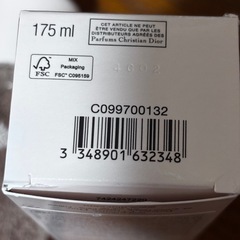 175 ml
CET ARTICLE NE PEUT
ÊTRE VENDU QUE PAR LES
DISTRIBUTEURS AGRÉÉS DES
Parfums Christian Dior
FSC
MIX
Packaging
FSC® C095159
C099700132
3 348901 632348